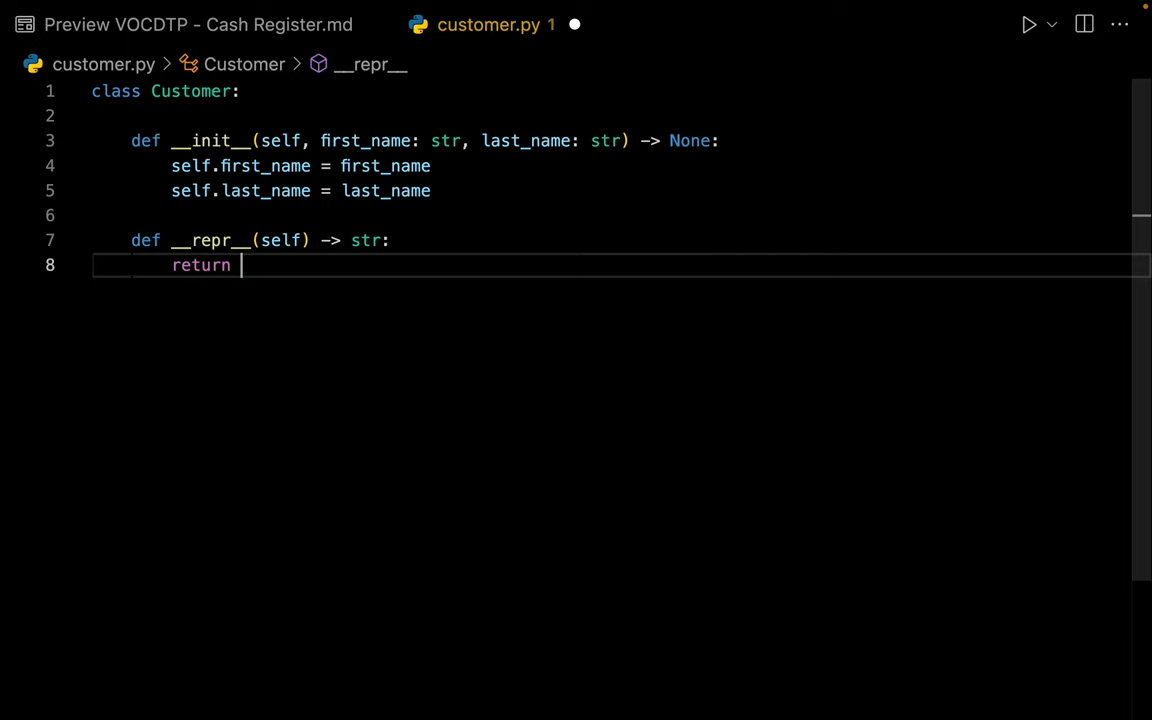 Preview VOCDTP - Cash Register.md customer.py 1
customer.py > Customer > __repr__
1 class Customer:
2
3 def __init__(self, first_name: str, last_name: str) -> None:
4 self.first_name = first_name
5 self.last_name = last_name
6
7 def __repr__(self) -> str:
8 return